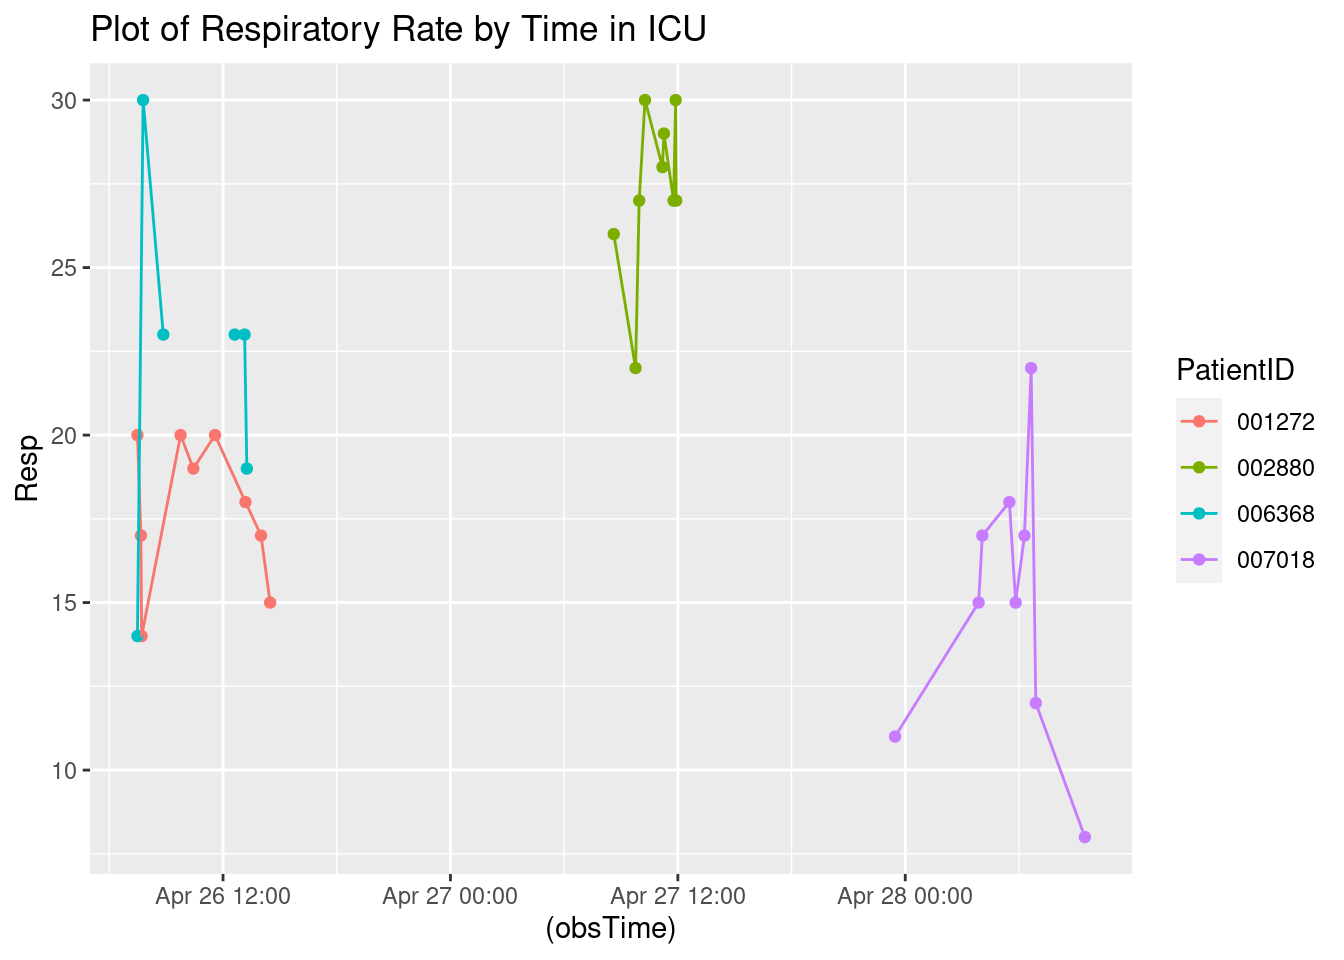 Plot of Respiratory Rate by Time in ICU
30
25
20
15
10
Resp
Apr 26 12:00
Apr 27 00:00
Apr 27 12:00
Apr 28 00:00
(obsTime)
PatientID
001272
002880
006368
007018